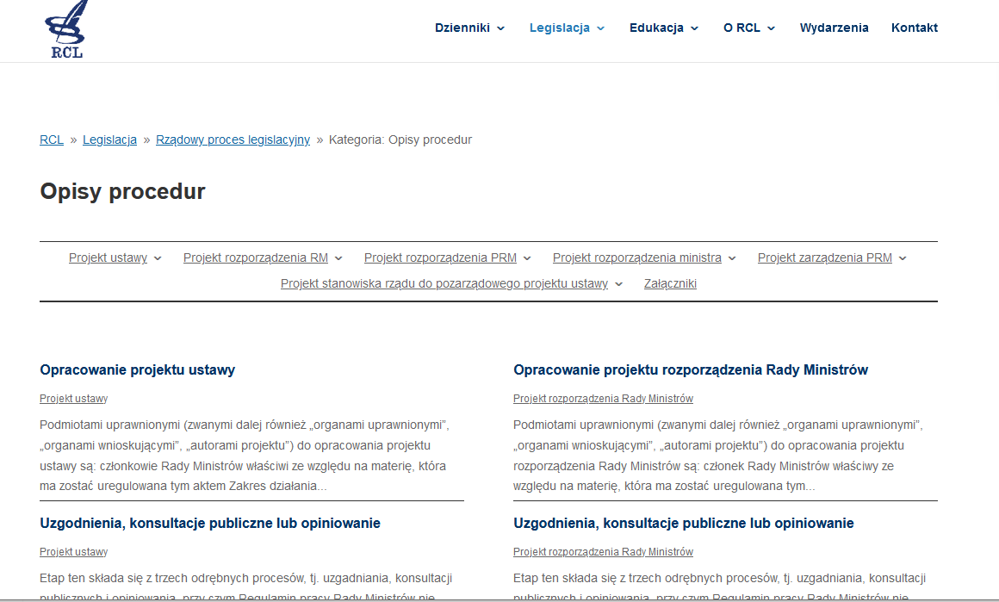 RCL
Dzienniki Legislacja Edukacja O RCL Wydarzenia Kontakt
RCL » Legislacja » Rządowy proces legislacyjny » Kategoria: Opisy procedur
Opisy procedur
Projekt ustawy Projekt rozporządzenia RM Projekt rozporządzenia PRM Projekt rozporządzenia ministra Projekt zarządzenia PRM
Projekt stanowiska rządu do pozarządowego projektu ustawy Załączniki
Opracowanie projektu ustawy
Projekt ustawy
Podmiotami uprawnionymi (zwanymi dalej również „organami uprawnionymi”,
„organami wnioskującymi”, „autorami projektu”) do opracowania projektu
ustawy są: członkowie Rady Ministrów właściwi ze względu na materię, która
ma zostać uregulowana tym aktem Zakres działania...
Opracowanie projektu rozporządzenia Rady Ministrów
Projekt rozporządzenia Rady Ministrów
Podmiotami uprawnionymi (zwanymi dalej również „organami uprawnionymi”,
„organami wnioskującymi”, „autorami projektu”) do opracowania projektu
rozporządzenia Rady Ministrów są: członek Rady Ministrów właściwy ze
względu na materię, która ma zostać uregulowana tym...
Uzgodnienia, konsultacje publiczne lub opiniowanie
Projekt ustawy
Etap ten składa się z trzech odrębnych procesów, tj. uzgadniania, konsultacji
publicznych i opiniowania, przy czym Regulamin pracy Rady Ministrów nie
Uzgodnienia, konsultacje publiczne lub opiniowanie
Projekt rozporządzenia Rady Ministrów
Etap ten składa się z trzech odrębnych procesów, tj. uzgadniania, konsultacji
publicznych i opiniowania, przy czym Regulamin pracy Rady Ministrów nie